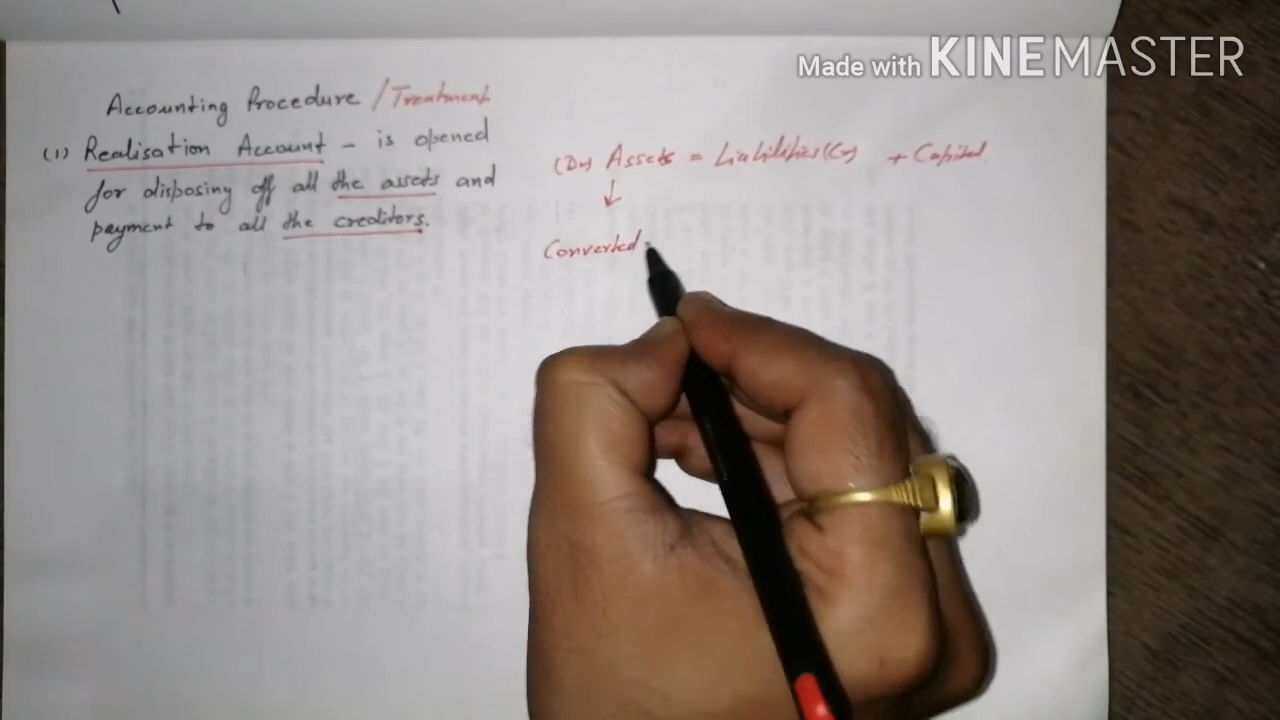 Made with KINEMASTER
Accounting Procedure / Treatment
(1) Realisation Account - is opened
for disposing off all the assets and
payment to all the creditors.
(Dr) Assets = Liabilities (Cr) + Capital.
↓
Converted